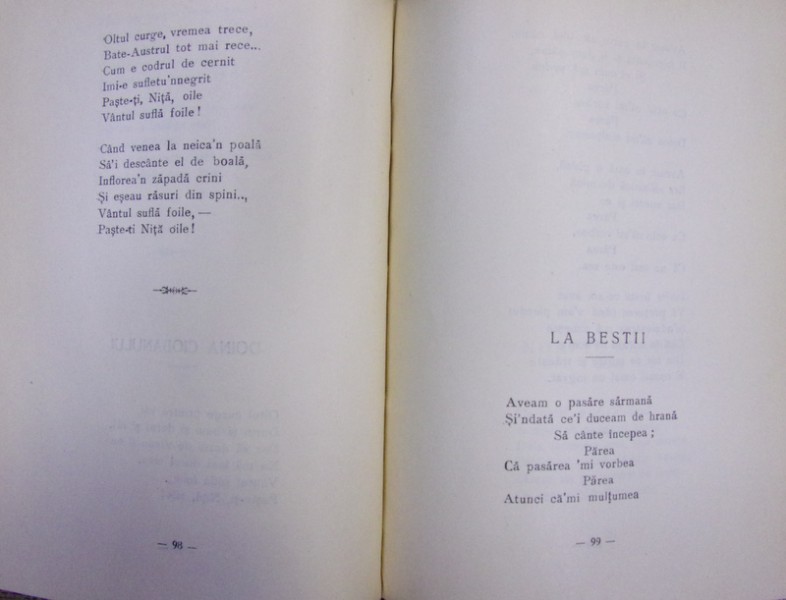 Oltul curge, vremea trece,
Bate-Austrul tot mai rece...
Cum e codrul de cernit
Imi-e sufletu'nnegrit
Paşte-ţi, Niţă, oile
Vântul suflă foile!
Când venea la neica'n poală
Să'i descânte el de boală,
Inflorea'n zăpadă crini
Şi eşeau răsuri din spini..,
Vântul suflă foile, —
Paşte-ti Niţă oile!
— 98 —
LA BESTII
Aveam o pasăre sărmană
Şi'ndată ce'i duceam de hrană
Să cânte începea;
Părea
Că pasărea 'mi vorbea
Părea
Atunci că'mi mulţumea
— 99 —